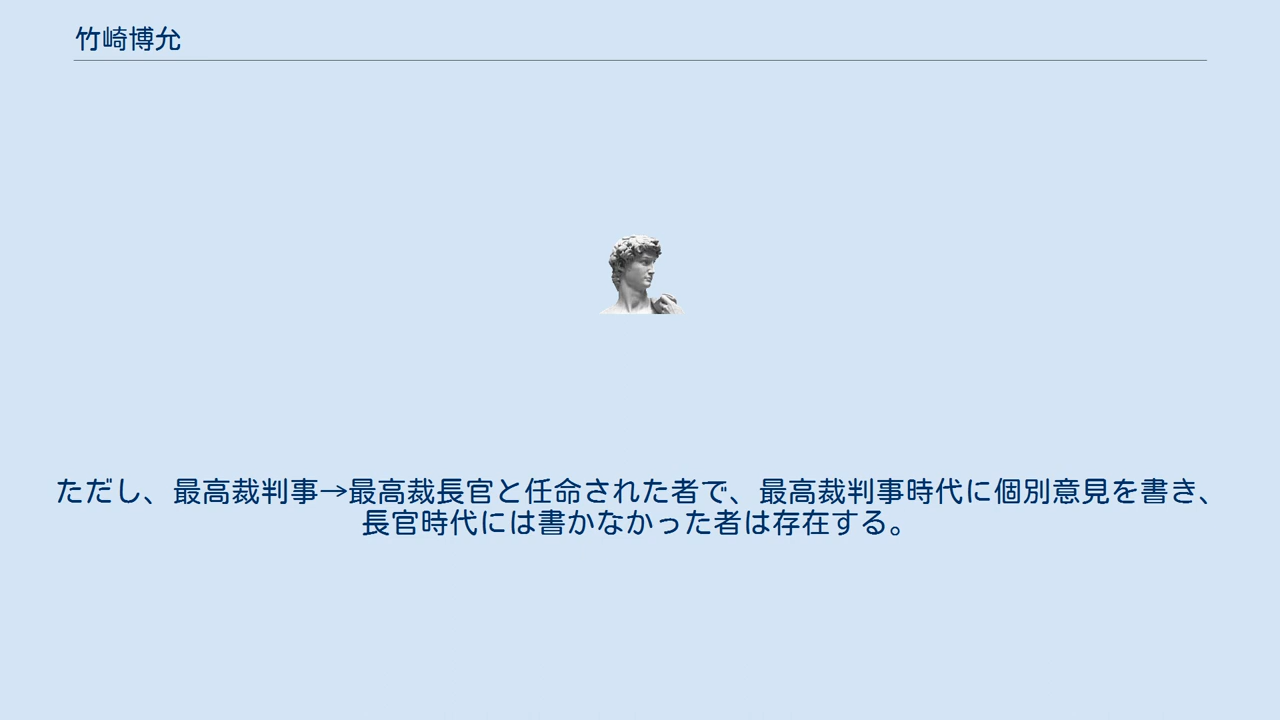 竹崎博允
ただし、最高裁判事→最高裁長官と任命された者で、最高裁判事時代に個別意見を書き、
長官時代には書かなかった者は存在する。